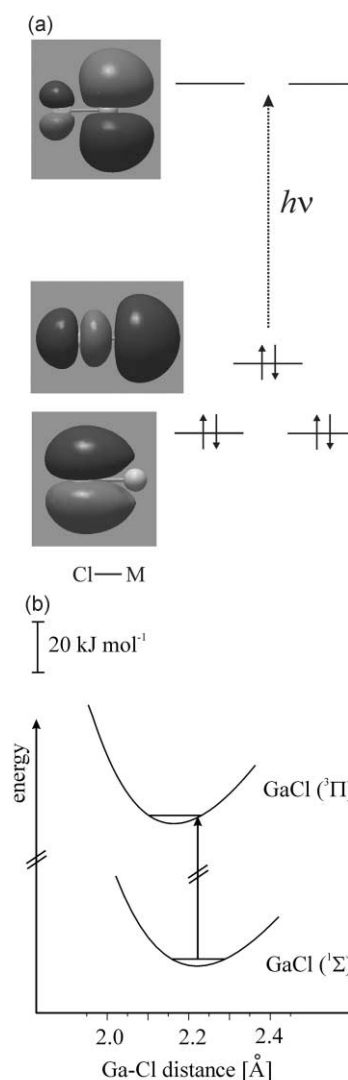 (a)
hν
Cl—M
(b)
20 kJ mol⁻¹
energy
GaCl (³Π)
GaCl (¹Σ)
2.0 2.2 2.4
Ga-Cl distance [Å]